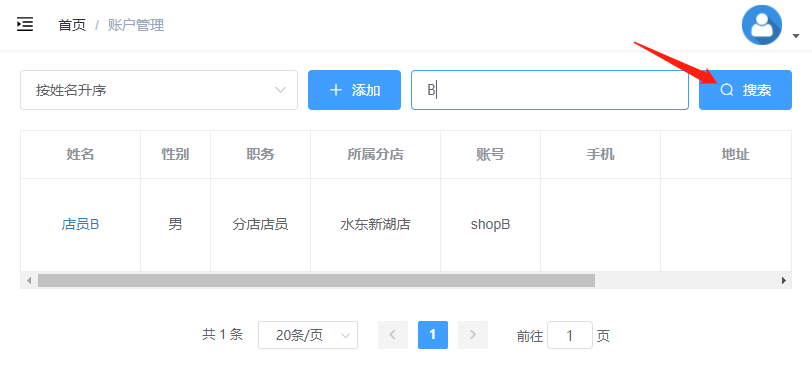 首页 / 账户管理
按姓名升序 添加 B 搜索
姓名 性别 职务 所属分店 账号 手机 地址
店员B 男 分店店员 水东新湖店 shopB
共 1 条 20条/页 1 前往 1 页